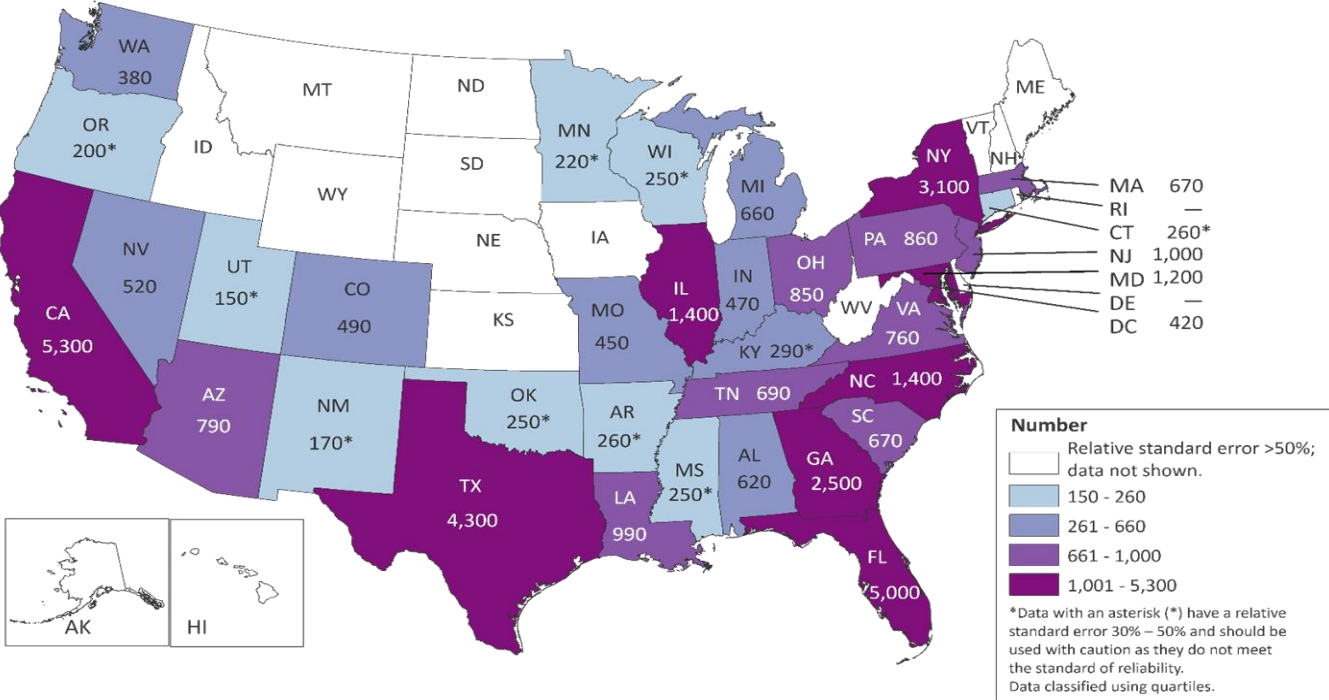 WA
380
MT
ND
ME
OR
200*
ID
MN
220*
VT
NH
SD
WI
250*
NY
3,100
WY
MI
660
MA 670
RI —
NE
IA
CT 260*
NV
520
PA 860
NJ 1,000
UT
150*
OH
850
MD 1,200
CO
490
IL
1,400
IN
470
DE —
WV
DC 420
CA
5,300
KS
MO
450
VA
760
KY 290*
AZ
790
NM
170*
OK
250*
TN 690
NC 1,400
AR
260*
SC
670
MS
250*
AL
620
GA
2,500
TX
4,300
LA
990
FL
5,000
AK
HI
Number
Relative standard error >50%;
data not shown.
150 - 260
261 - 660
661 - 1,000
1,001 - 5,300
*Data with an asterisk (*) have a relative
standard error 30% – 50% and should be
used with caution as they do not meet
the standard of reliability.
Data classified using quartiles.